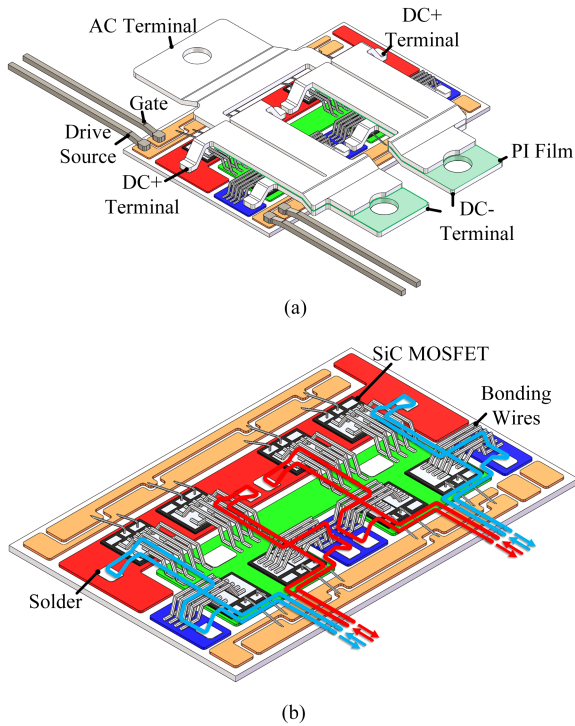 AC Terminal
DC+
Terminal
Gate
Drive
Source
DC+
Terminal
PI Film
DC-
Terminal
(a)
SiC MOSFET
Bonding
Wires
Solder
(b)